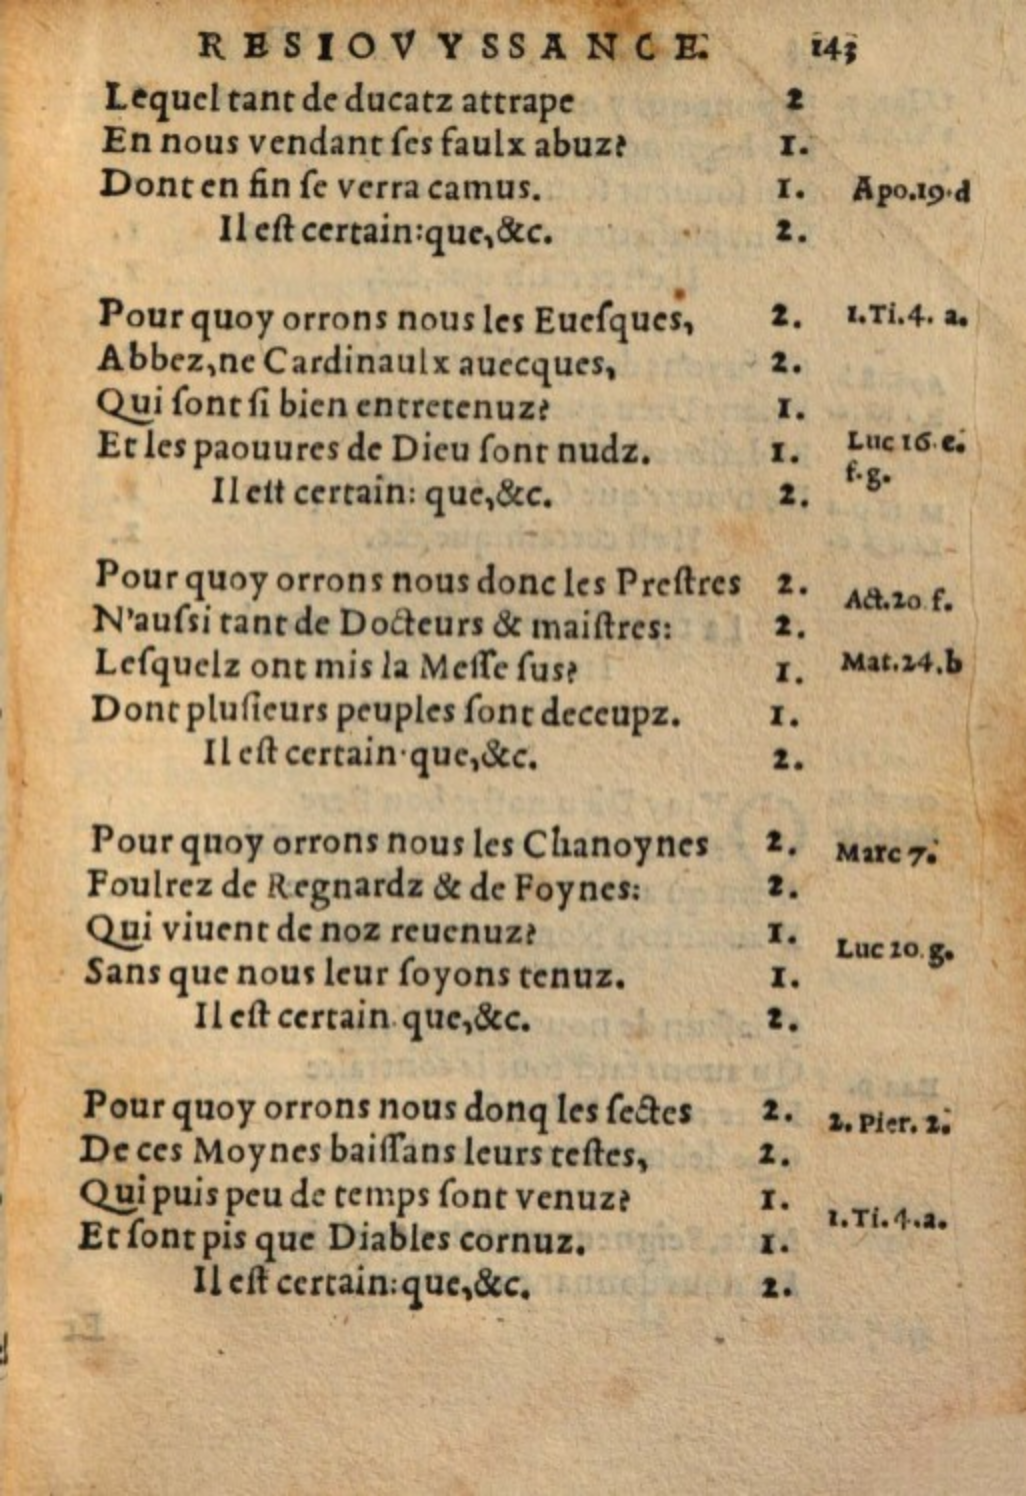 RESIOVYSSANCE. 143
Lequel tant de ducatz attrape 2
En nous vendant ſes faulx abuz? 1.
Dont en fin ſe verra camus. 1. Apo.19.d
Il eſt certain:que,&c. 2.
Pour quoy orrons nous les Eueſques, 2. 1.Ti.4. a.
Abbez,ne Cardinaulx auecques, 2.
Qui ſont ſi bien entretenuz? 1.
Et les paouures de Dieu ſont nudz. 1. Luc 16.e.
f.g.
Il eſt certain: que,&c. 2.
Pour quoy orrons nous donc les Preſtres 2.
N'auſsi tant de Docteurs & maiſtres: 2. Act.20 f.
Leſquelz ont mis la Meſſe ſus? 1. Mat.24.b
Dont pluſieurs peuples ſont deceupz. 1.
Il eſt certain·que,&c. 2.
Pour quoy orrons nous les Chanoynes 2. Marc 7.
Foulrez de Regnardz & de Foynes: 2.
Qui viuent de noz reuenuz? 1. Luc 20.g.
Sans que nous leur ſoyons tenuz. 1.
Il eſt certain.que,&c. 2.
Pour quoy orrons nous donq les ſectes 2. 2. Pier. 2.
De ces Moynes baiſſans leurs teſtes, 2.
Qui puis peu de temps ſont venuz? 1. 1.Ti.4.a.
Et ſont pis que Diables cornuz. 1.
Il eſt certain:que,&c. 2.